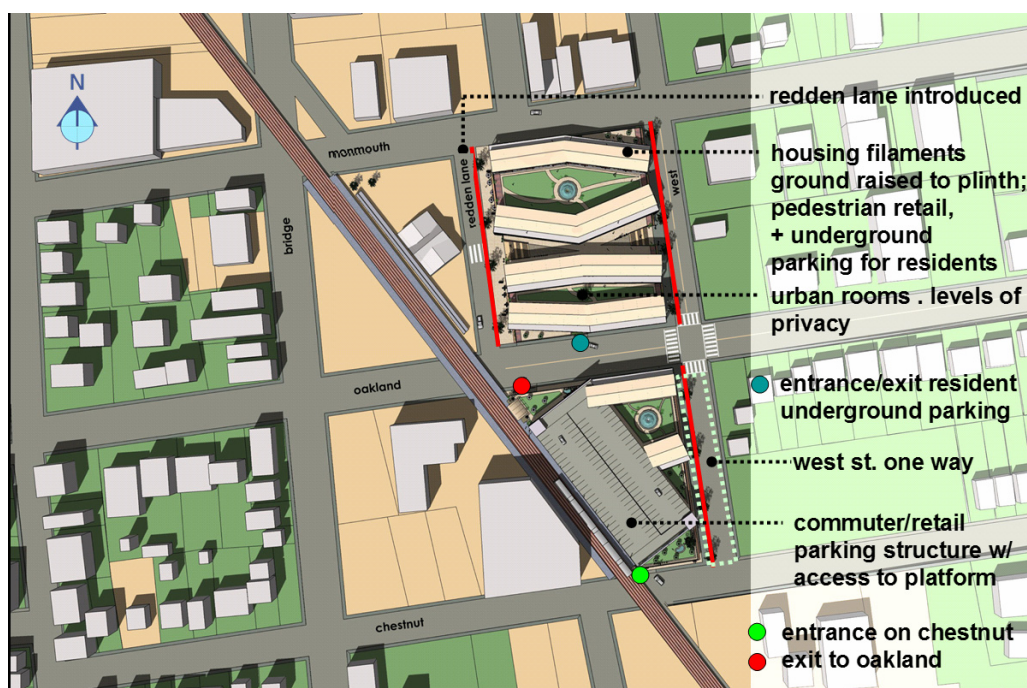 N
redden lane introduced
monmouth
housing filaments
ground raised to plinth;
pedestrian retail,
+ underground
parking for residents
redden lane
west
bridge
urban rooms . levels of
privacy
oakland
entrance/exit resident
underground parking
west st. one way
commuter/retail
parking structure w/
access to platform
chestnut
entrance on chestnut
exit to oakland